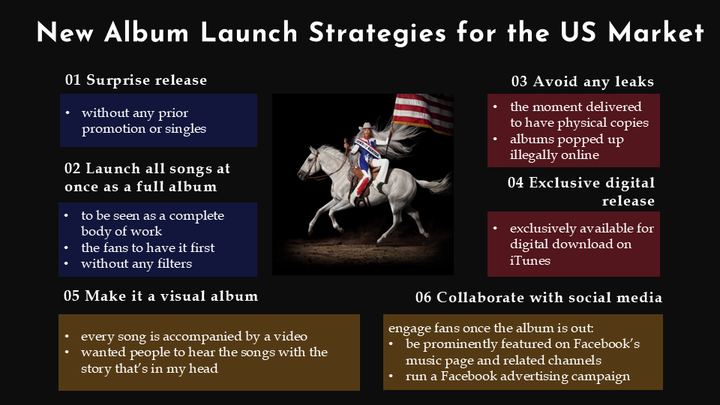 New Album Launch Strategies for the US Market
01 Surprise release
• without any prior
promotion or singles
02 Launch all songs at
once as a full album
• to be seen as a complete
body of work
• the fans to have it first
• without any filters
03 Avoid any leaks
• the moment delivered
to have physical copies
• albums popped up
illegally online
04 Exclusive digital
release
• exclusively available for
digital download on
iTunes
05 Make it a visual album
• every song is accompanied by a video
• wanted people to hear the songs with the
story that's in my head
06 Collaborate with social media
engage fans once the album is out:
• be prominently featured on Facebook's
music page and related channels
• run a Facebook advertising campaign